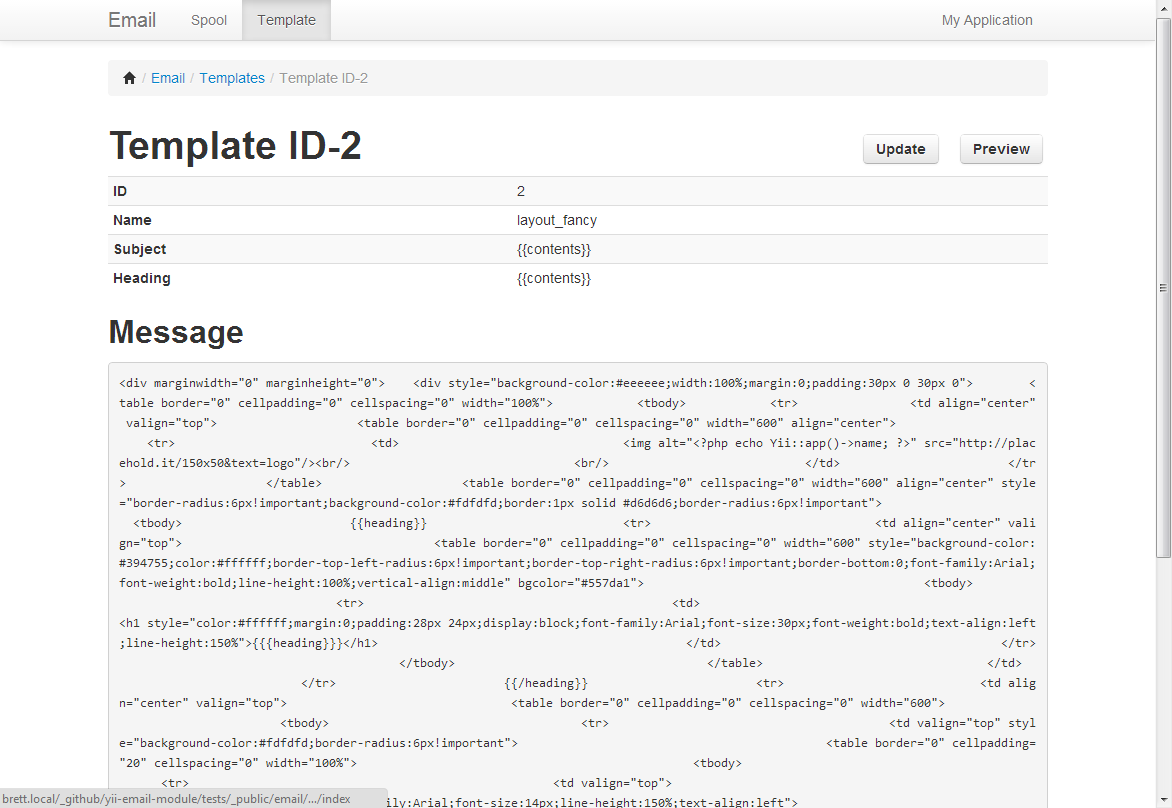 Email Spool Template My Application
/ Email / Templates / Template ID-2
Template ID-2 Update Preview
ID 2
Name layout_fancy
Subject {{contents}}
Heading {{contents}}
Message
<div marginwidth="0" marginheight="0">    <div style="background-color:#eeeeee;width:100%;margin:0;padding:30px 0 30px 0">        <
table border="0" cellpadding="0" cellspacing="0" width="100%">            <tbody>            <tr>                <td align="center"
 valign="top">                    <table border="0" cellpadding="0" cellspacing="0" width="600" align="center">
    <tr>                            <td>                                <img alt="<?php echo Yii::app()->name; ?>" src="http://plac
ehold.it/150x50&text=logo"/><br/>                                <br/>                            </td>                        </tr
>                    </table>                    <table border="0" cellpadding="0" cellspacing="0" width="600" align="center" style
="border-radius:6px!important;background-color:#fdfdfd;border:1px solid #d6d6d6;border-radius:6px!important">
  <tbody>                        {{heading}}                            <tr>                                <td align="center" vali
gn="top">                                    <table border="0" cellpadding="0" cellspacing="0" width="600" style="background-color:
#394755;color:#ffffff;border-top-left-radius:6px!important;border-top-right-radius:6px!important;border-bottom:0;font-family:Arial;
font-weight:bold;line-height:100%;vertical-align:middle" bgcolor="#557da1">                                        <tbody>
                               <tr>                                            <td>
<h1 style="color:#ffffff;margin:0;padding:28px 24px;display:block;font-family:Arial;font-size:30px;font-weight:bold;text-align:left
;line-height:150%">{{{heading}}}</h1>                                            </td>                                        </tr>
                                        </tbody>                                    </table>                                </td>
                          </tr>                        {{/heading}}                        <tr>                            <td alig
n="center" valign="top">                                <table border="0" cellpadding="0" cellspacing="0" width="600">
                       <tbody>                                    <tr>                                        <td valign="top" styl
e="background-color:#fdfdfd;border-radius:6px!important">                                            <table border="0" cellpadding=
"20" cellspacing="0" width="100%">                                                <tbody>
      <tr>                                                    <td valign="top">
brett.local/_github/yii-email-module/tests/_public/email/.../index ly:Arial;font-size:14px;line-height:150%;text-align:left">